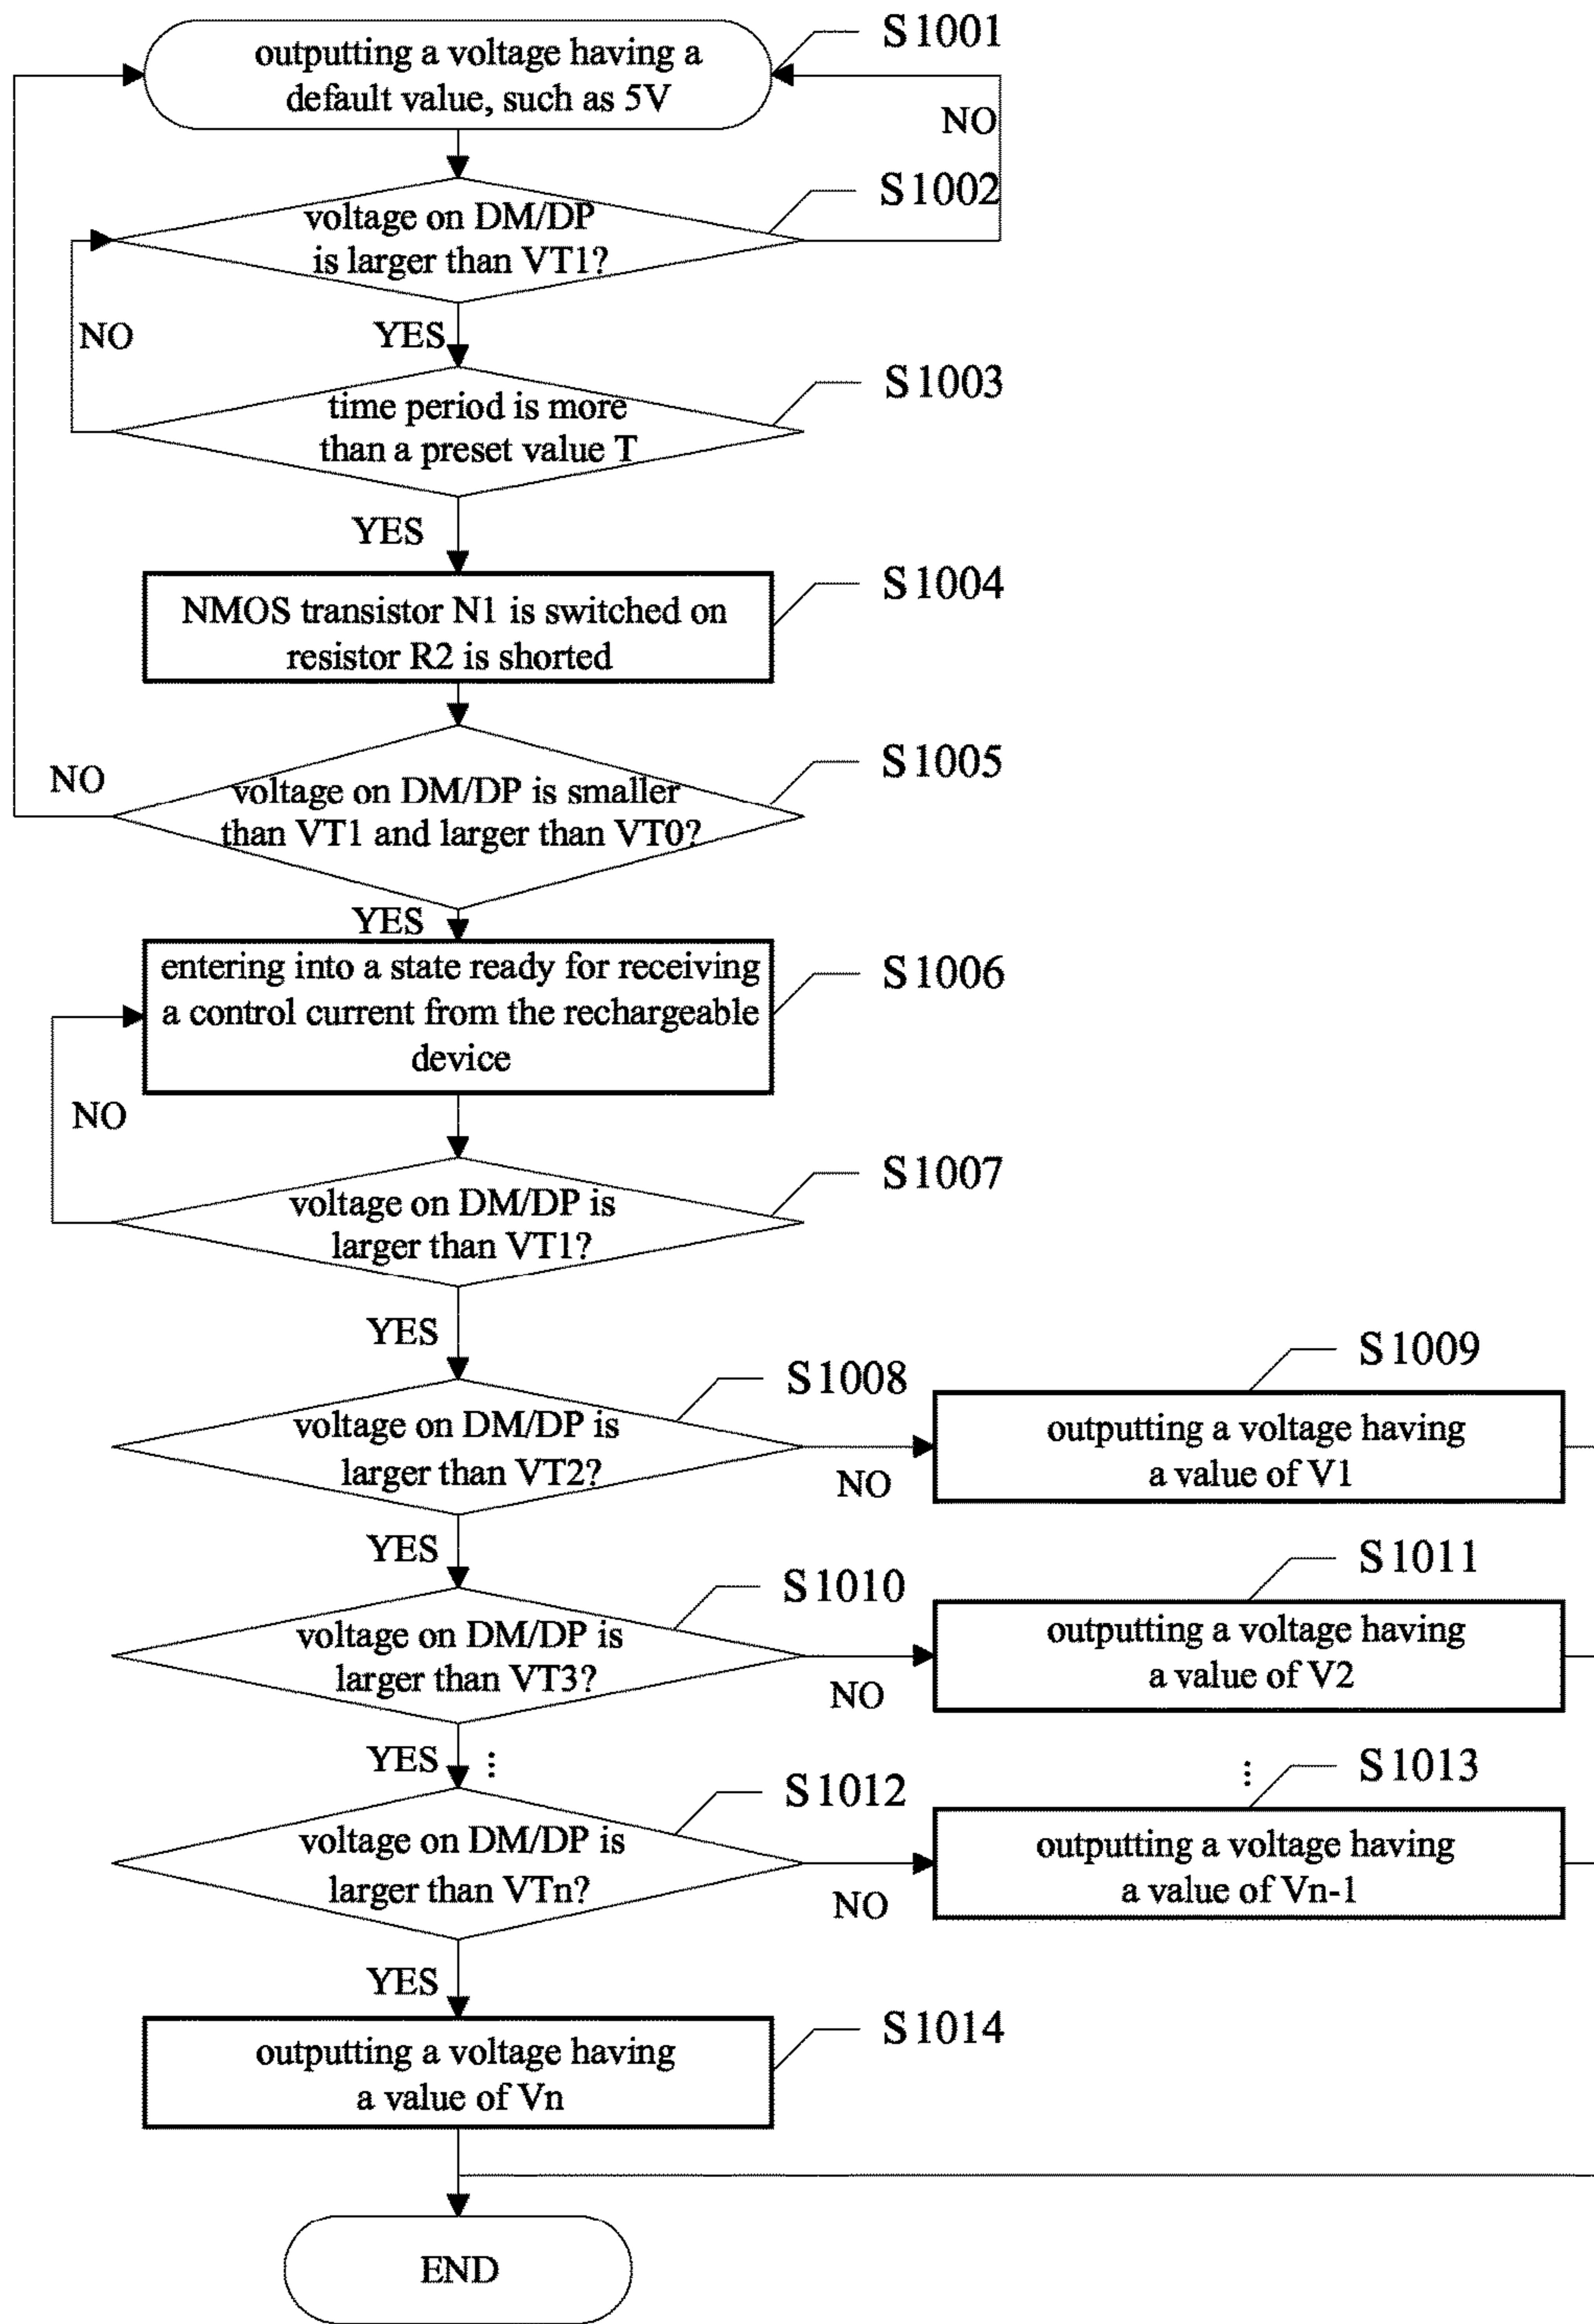 S1001
outputting a voltage having a
default value, such as 5V
NO
S1002
voltage on DM/DP
is larger than VT1?
NO
YES
S1003
time period is more
than a preset value T
YES
S1004
NMOS transistor N1 is switched on
resistor R2 is shorted
S1005
NO
voltage on DM/DP is smaller
than VT1 and larger than VT0?
YES
S1006
entering into a state ready for receiving
a control current from the rechargeable
device
NO
S1007
voltage on DM/DP is
larger than VT1?
YES
S1008
voltage on DM/DP is
larger than VT2?
NO
S1009
outputting a voltage having
a value of V1
YES
S1010
voltage on DM/DP is
larger than VT3?
NO
S1011
outputting a voltage having
a value of V2
YES
⋮
S1012
voltage on DM/DP is
larger than VTn?
NO
⋮
S1013
outputting a voltage having
a value of Vn-1
YES
S1014
outputting a voltage having
a value of Vn
END